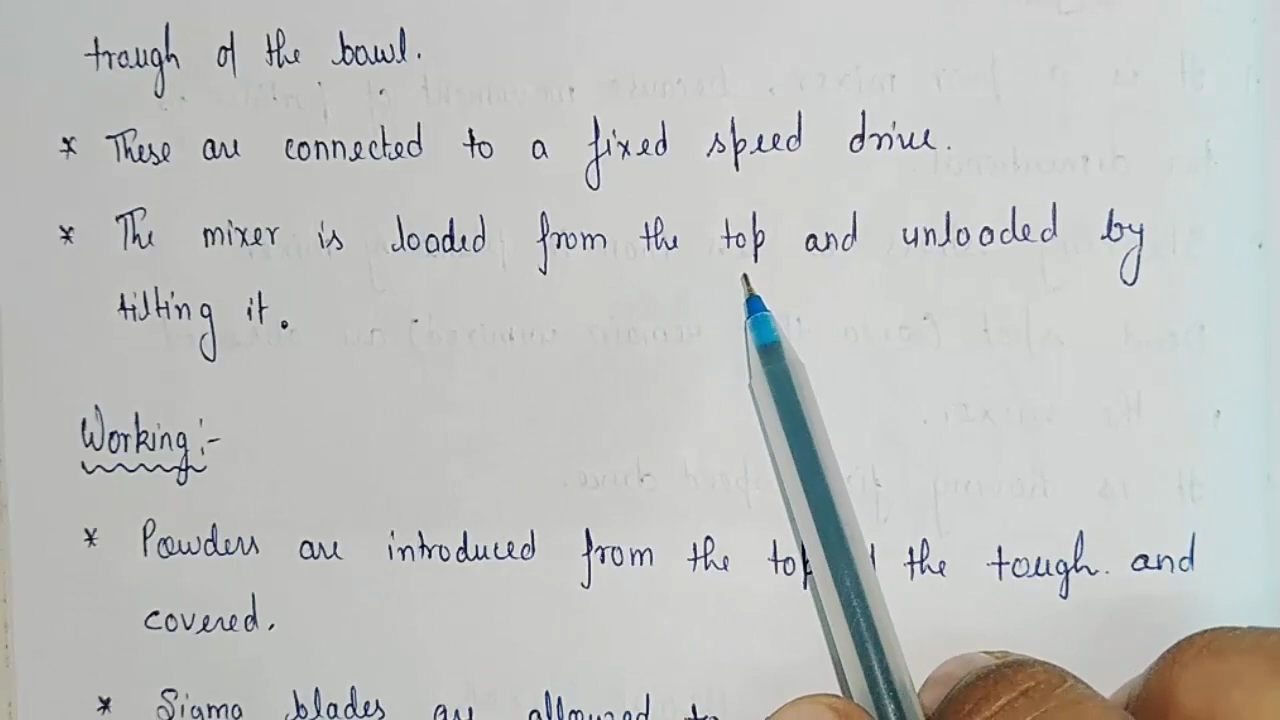 trough of the bowl.
* These are connected to a fixed speed drive.
* The mixer is loaded from the top and unloaded by
tilting it.
Working:-
* Powders are introduced from the top the tough. and
covered.
* Sigma blades are allowed to